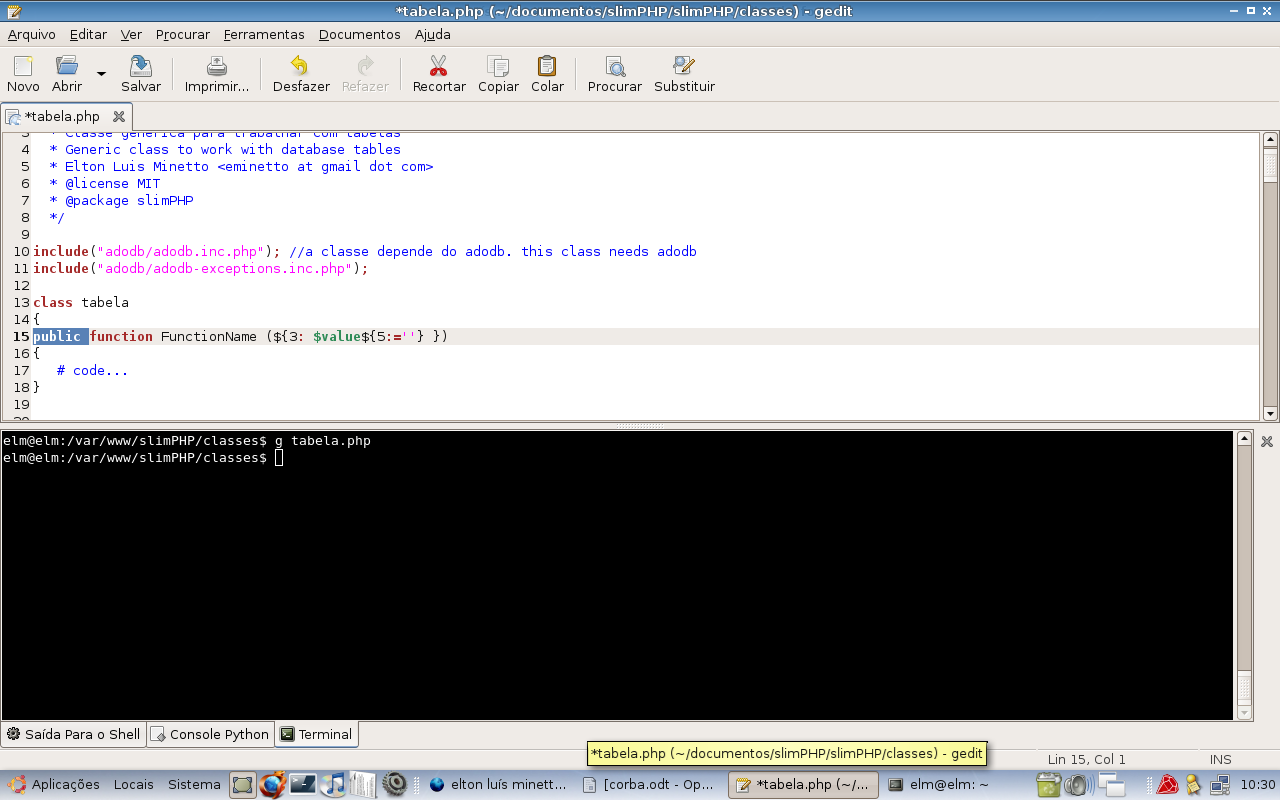 *tabela.php (~/documentos/slimPHP/slimPHP/classes) - gedit
Arquivo Editar Ver Procurar Ferramentas Documentos Ajuda
Novo Abrir Salvar Imprimir... Desfazer Refazer Recortar Copiar Colar Procurar Substituir
*tabela.php
3 * Classe genérica para trabalhar com tabelas
4 * Generic class to work with database tables
5 * Elton Luis Minetto <eminetto at gmail dot com>
6 * @license MIT
7 * @package slimPHP
8 */
9
10 include("adodb/adodb.inc.php"); //a classe depende do adodb. this class needs adodb
11 include("adodb/adodb-exceptions.inc.php");
12
13 class tabela
14 {
15 public function FunctionName (${3: $value${5:=''} })
16 {
17 # code...
18 }
19
elm@elm:/var/www/slimPHP/classes$ g tabela.php
elm@elm:/var/www/slimPHP/classes$
Saída Para o Shell Console Python Terminal
*tabela.php (~/documentos/slimPHP/slimPHP/classes) - gedit
Lin 15, Col 1 INS
Aplicações Locais Sistema elton luís minett... [corba.odt - Op... *tabela.php (~/... elm@elm: ~ 10:30